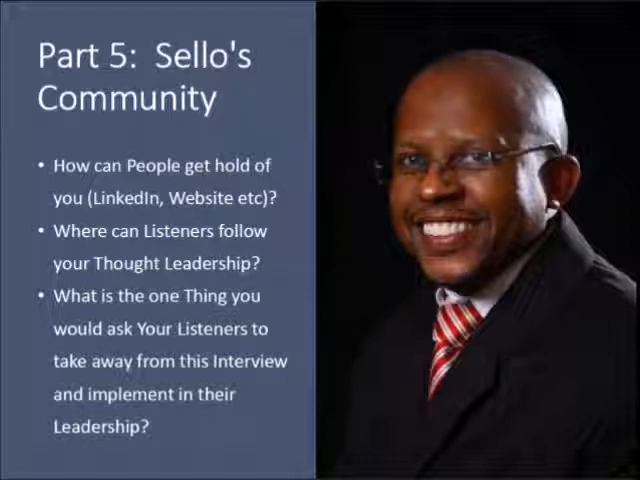 Part 5:  Sello's
Community
• How can People get hold of
you (LinkedIn, Website etc)?
• Where can Listeners follow
your Thought Leadership?
• What is the one Thing you
would ask Your Listeners to
take away from this Interview
and implement in their
Leadership?